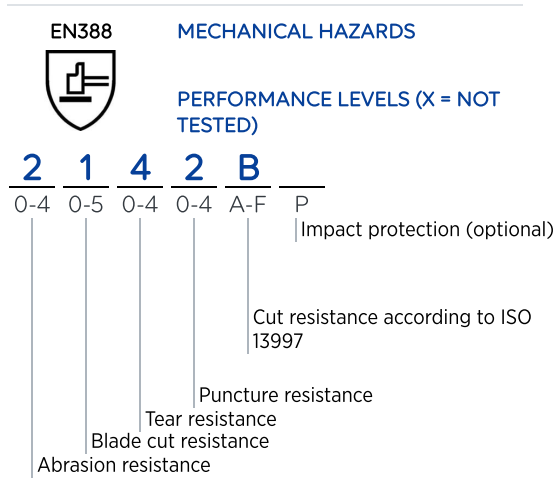 EN388
MECHANICAL HAZARDS
PERFORMANCE LEVELS (X = NOT
TESTED)
2 1 4 2 B
0-4 0-5 0-4 0-4 A-F P
Impact protection (optional)
Cut resistance according to ISO
13997
Puncture resistance
Tear resistance
Blade cut resistance
Abrasion resistance